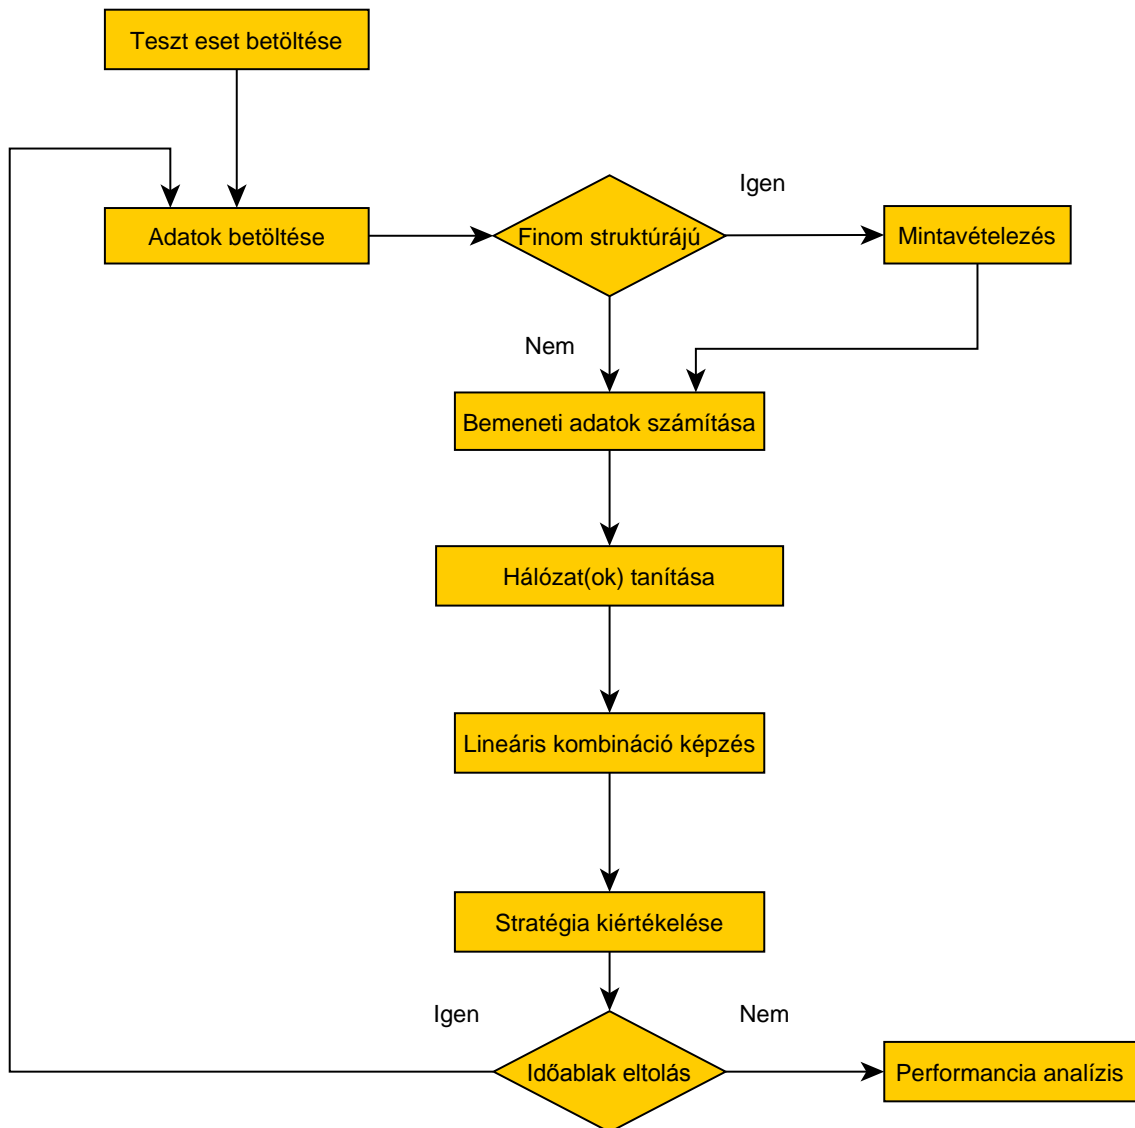 Teszt eset betöltése
Igen
Adatok betöltése
Finom struktúrájú
Mintavételezés
Nem
Bemeneti adatok számítása
Hálózat(ok) tanítása
Lineáris kombináció képzés
Stratégia kiértékelése
Igen
Nem
Időablak eltolás
Performancia analízis